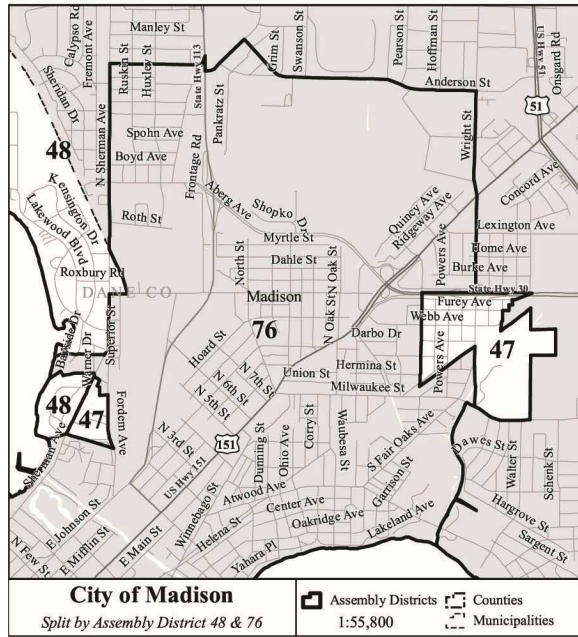 Manley St
Calypso Rd
Fremont Ave
Sheridan Dr
Ruskin St
Huxley St
State Hwy 113
Pankratz St
Grim St
Swanson St
Pearson St
Hoffman St
US Hwy 51
Onsgard Rd
51
Anderson St
Wright St
N Sherman Ave
Spohn Ave
Boyd Ave
Frontage Rd
48
Kensington Dr
Lakewood Blvd
Aberg Ave
Shopko Dr
Quincy Ave
Ridgeway Ave
Concord Ave
Roth St
Myrtle St
Powers Ave
Lexington Ave
Home Ave
Dahle St
Burke Ave
Roxbury Rd
North St
N Oak St
State Hwy 30
DANE CO
Madison
Furey Ave
Webb Ave
76
N Oak St
Darbo Dr
47
Superior St
Warner Dr
Hoard St
Hermina St
Powers Ave
Union St
Milwaukee St
N 7th St
N 6th St
N 5th St
48
47
Fordem Ave
N 3rd St
151
US Hwy 151
Sherman Ave
Dunning St
Ohio Ave
Corry St
Waubesa St
S Fair Oaks Ave
Dawes St
Walter St
Schenk St
Garrison St
Winnebago St
Atwood Ave
Center Ave
Oakridge Ave
Lakeland Ave
Hargrove St
Sargent St
Helena St
Yahara Pl
E Johnson St
E Mifflin St
E Main St
N Few St
City of Madison
Split by Assembly District 48 & 76
Assembly Districts
Counties
1:55,800
Municipalities